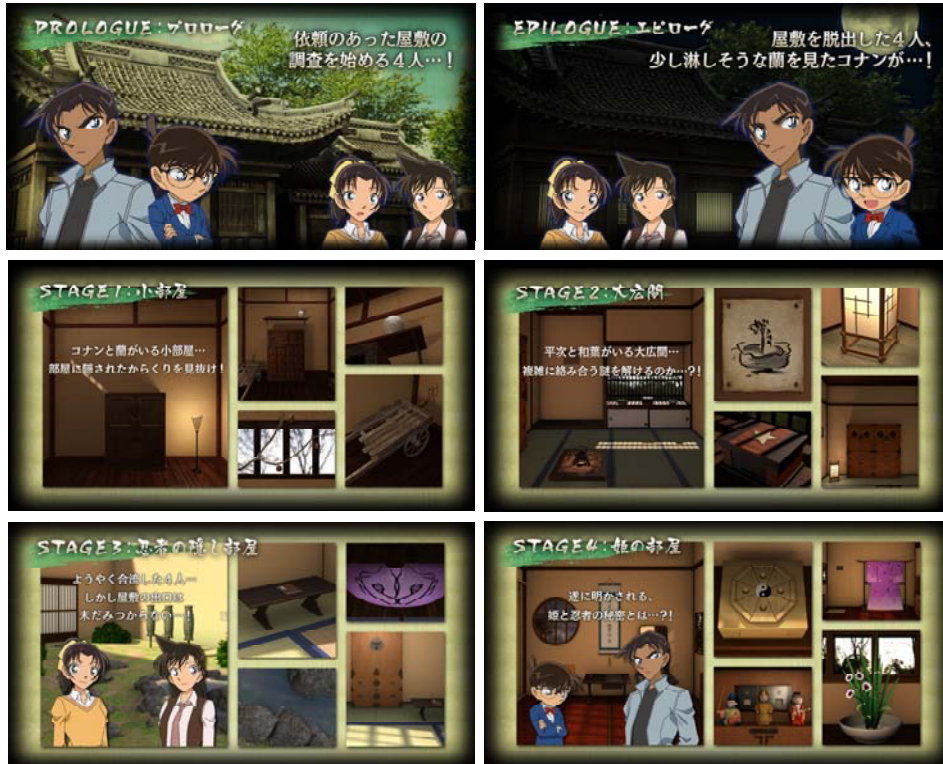 PROLOGUE:プロローグ
依頼のあった屋敷の
調査を始める4人…!
EPILOGUE:エピローグ
屋敷を脱出した4人、
少し淋しそうな蘭を見たコナンが…!
STAGE1:小部屋
コナンと蘭がいる小部屋…
部屋に隠されたからくりを見抜け!
STAGE2:大広間
平次と和葉がいる大広間…
複雑に絡み合う謎を解けるのか…?!
STAGE3:忍者の隠し部屋
ようやく合流した4人…
しかし屋敷の出口は
未だみつからない…!
STAGE4:姫の部屋
遂に明かされる、
姫と忍者の秘密とは…?!